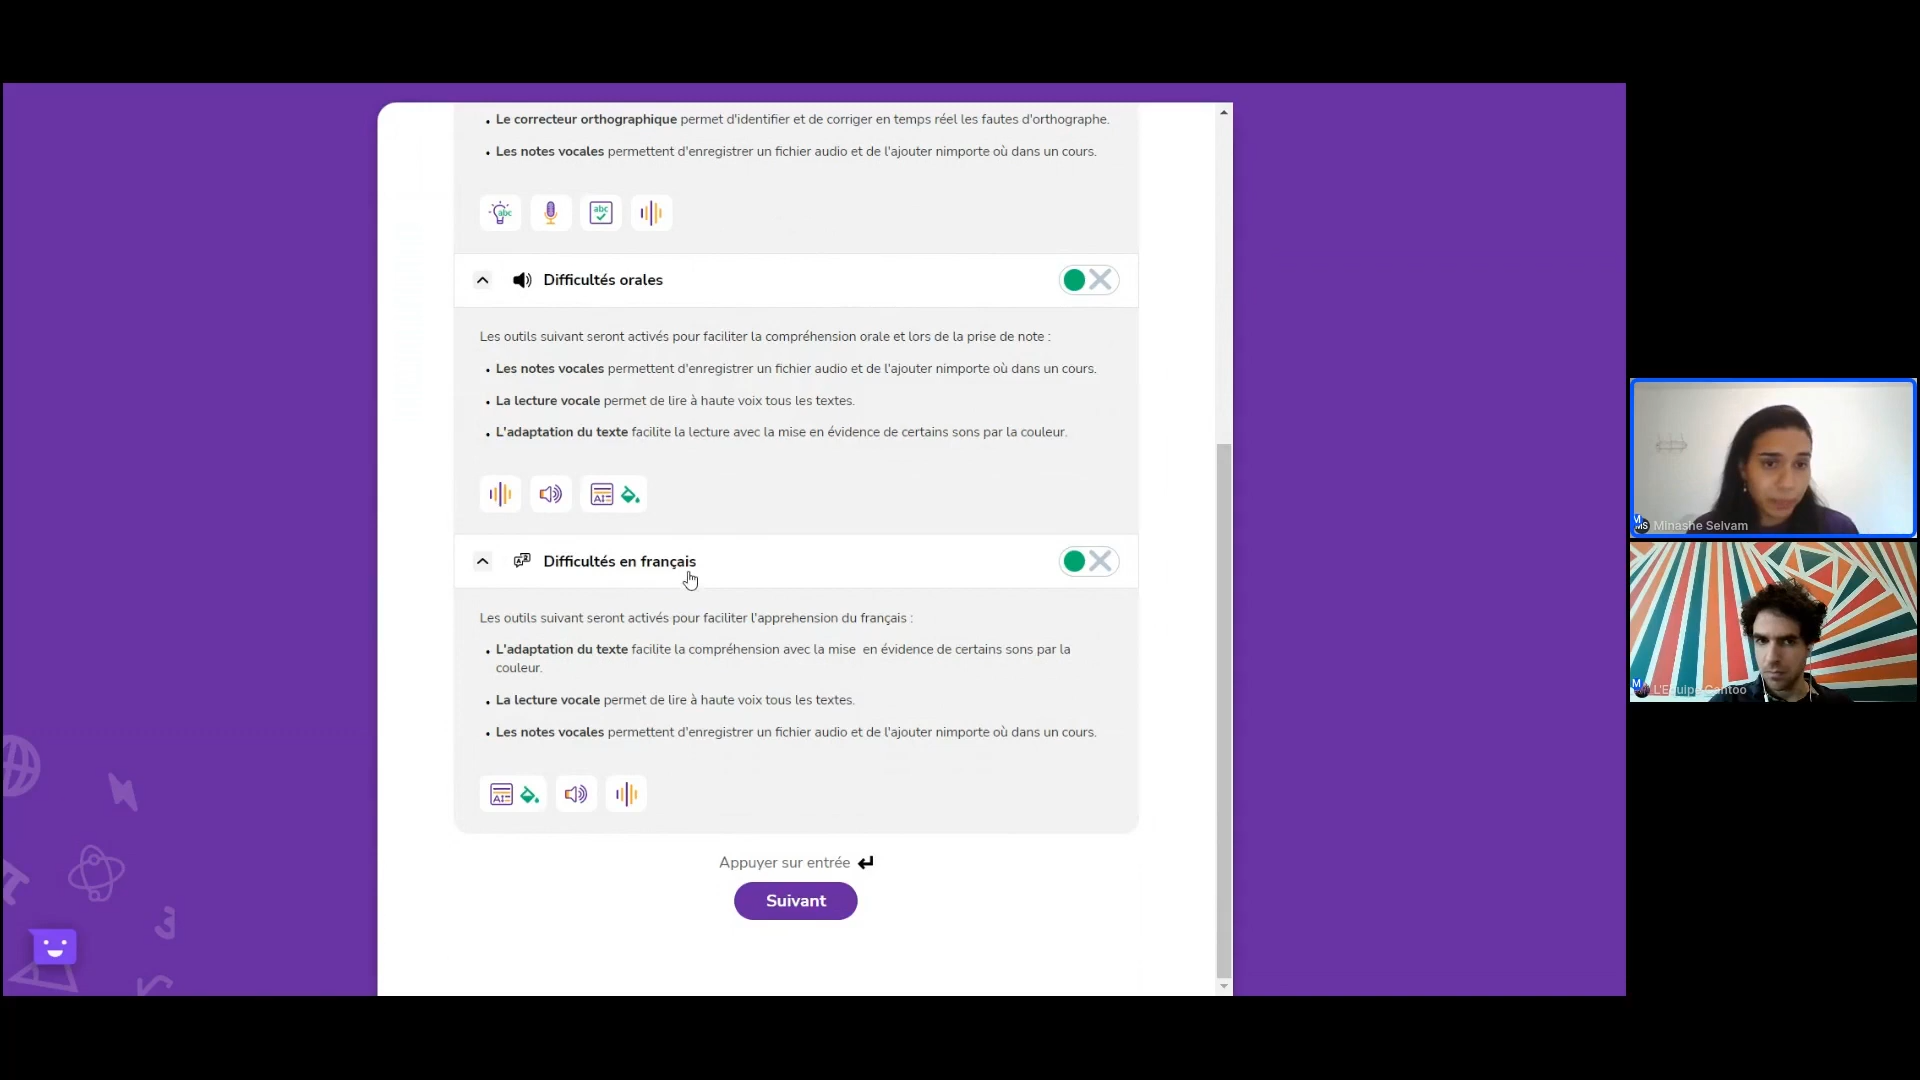 Le correcteur orthographique permet d'identifier et de corriger en temps réel les fautes d'orthographe.
Les notes vocales permettent d'enregistrer un fichier audio et de l'ajouter nimporte où dans un cours.
abc
abc
Difficultés orales
Les outils suivant seront activés pour faciliter la compréhension orale et lors de la prise de note :
Les notes vocales permettent d'enregistrer un fichier audio et de l'ajouter nimporte où dans un cours.
La lecture vocale permet de lire à haute voix tous les textes.
L'adaptation du texte facilite la lecture avec la mise en évidence de certains sons par la couleur.
Difficultés en français
Les outils suivant seront activés pour faciliter l'apprehension du français :
L'adaptation du texte facilite la compréhension avec la mise en évidence de certains sons par la
couleur.
La lecture vocale permet de lire à haute voix tous les textes.
Les notes vocales permettent d'enregistrer un fichier audio et de l'ajouter nimporte où dans un cours.
Appuyer sur entrée
Suivant
M
MS Minashe Selvam
M
L'Equipe Cantoo